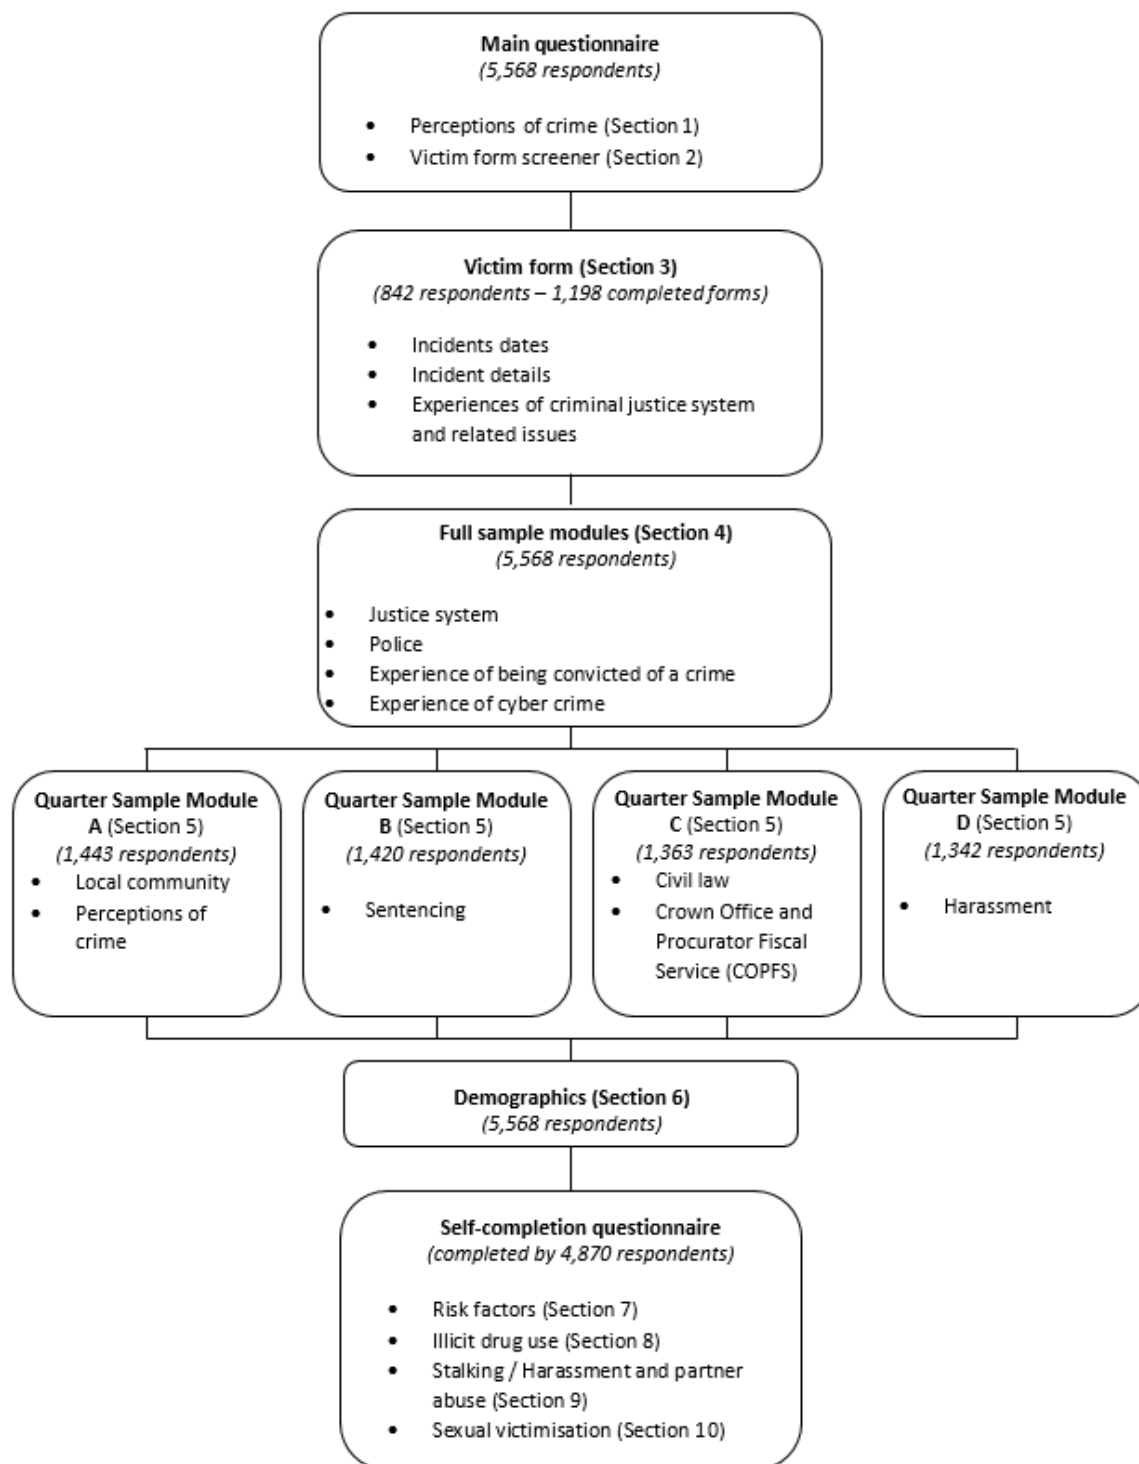 Main questionnaire
(5,568 respondents)
• Perceptions of crime (Section 1)
• Victim form screener (Section 2)
Victim form (Section 3)
(842 respondents – 1,198 completed forms)
• Incidents dates
• Incident details
• Experiences of criminal justice system
and related issues
Full sample modules (Section 4)
(5,568 respondents)
• Justice system
• Police
• Experience of being convicted of a crime
• Experience of cyber crime
Quarter Sample Module
A (Section 5)
(1,443 respondents)
• Local community
• Perceptions of
crime
Quarter Sample Module
B (Section 5)
(1,420 respondents)
• Sentencing
Quarter Sample Module
C (Section 5)
(1,363 respondents)
• Civil law
• Crown Office and
Procurator Fiscal
Service (COPFS)
Quarter Sample Module
D (Section 5)
(1,342 respondents)
• Harassment
Demographics (Section 6)
(5,568 respondents)
Self-completion questionnaire
(completed by 4,870 respondents)
• Risk factors (Section 7)
• Illicit drug use (Section 8)
• Stalking / Harassment and partner
abuse (Section 9)
• Sexual victimisation (Section 10)